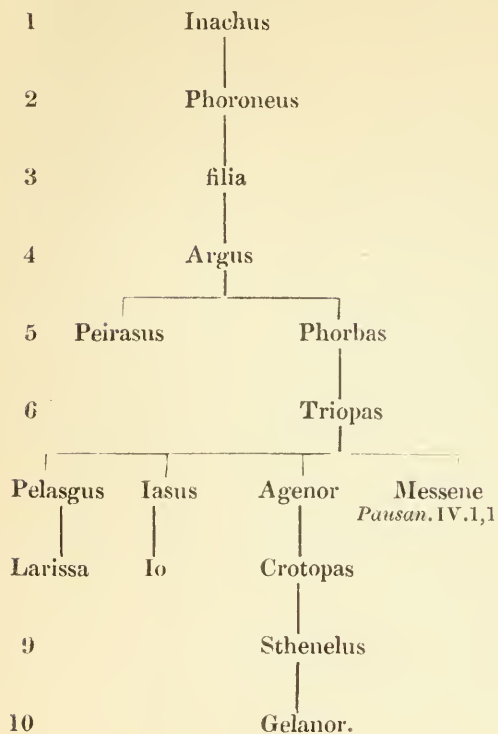 1 Inachus
2 Phoroneus
3 filia
4 Argus
5 Peirasus Phorbas
6 Triopas
Pelasgus Iasus Agenor Messene
Pausan. IV. 1, 1
Larissa Io Crotopas
9 Sthenelus
10 Gelanor.